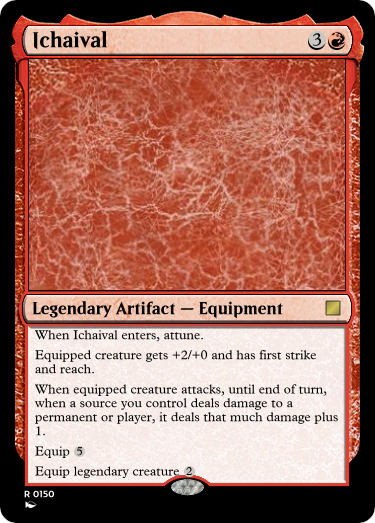 Ichaival
3
Legendary Artifact — Equipment
When Ichaival enters, attune.
Equipped creature gets +2/+0 and has first strike
and reach.
When equipped creature attacks, until end of turn,
when a source you control deals damage to a
permanent or player, it deals that much damage plus
1.
Equip 5
Equip legendary creature 2
R 0150